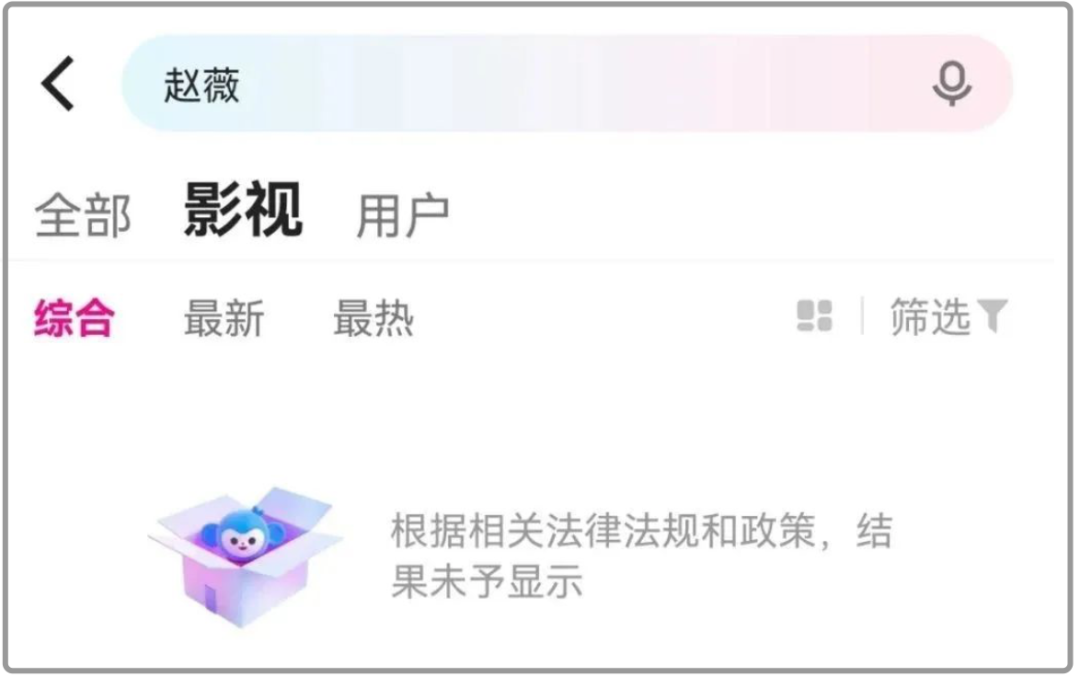 赵薇
全部 影视 用户
综合 最新 最热 筛选
根据相关法律法规和政策，结
果未予显示